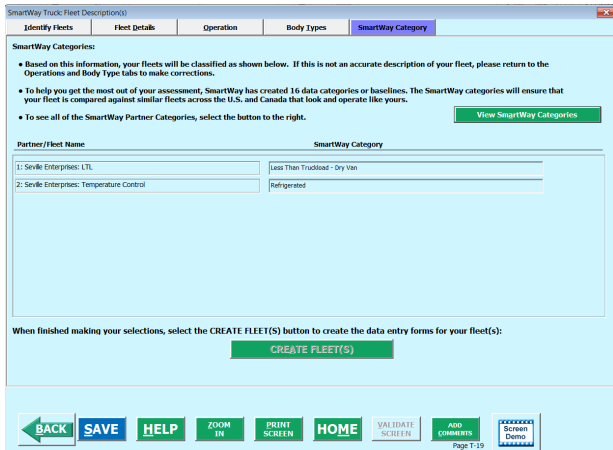 SmartWay Truck: Fleet Description(s)
Identify Fleets Fleet Details Operation Body Types SmartWay Category
SmartWay Categories:
• Based on this information, your fleets will be classified as shown below. If this is not an accurate description of your fleet, please return to the
Operations and Body Type tabs to make corrections.
• To help you get the most out of your assessment, SmartWay has created 16 data categories or baselines. The SmartWay categories will ensure that
your fleet is compared against similar fleets across the U.S. and Canada that look and operate like yours.
• To see all of the SmartWay Partner Categories, select the button to the right.
View SmartWay Categories
Partner/Fleet Name SmartWay Category
1: Seville Enterprises: LTL Less Than Truckload - Dry Van
2: Seville Enterprises: Temperature Control Refrigerated
When finished making your selections, select the CREATE FLEET(S) button to create the data entry forms for your fleet(s):
CREATE FLEET(S)
BACK SAVE HELP ZOOM IN PRINT SCREEN HOME VALIDATE SCREEN ADD COMMENTS Screen Demo
Page T-19